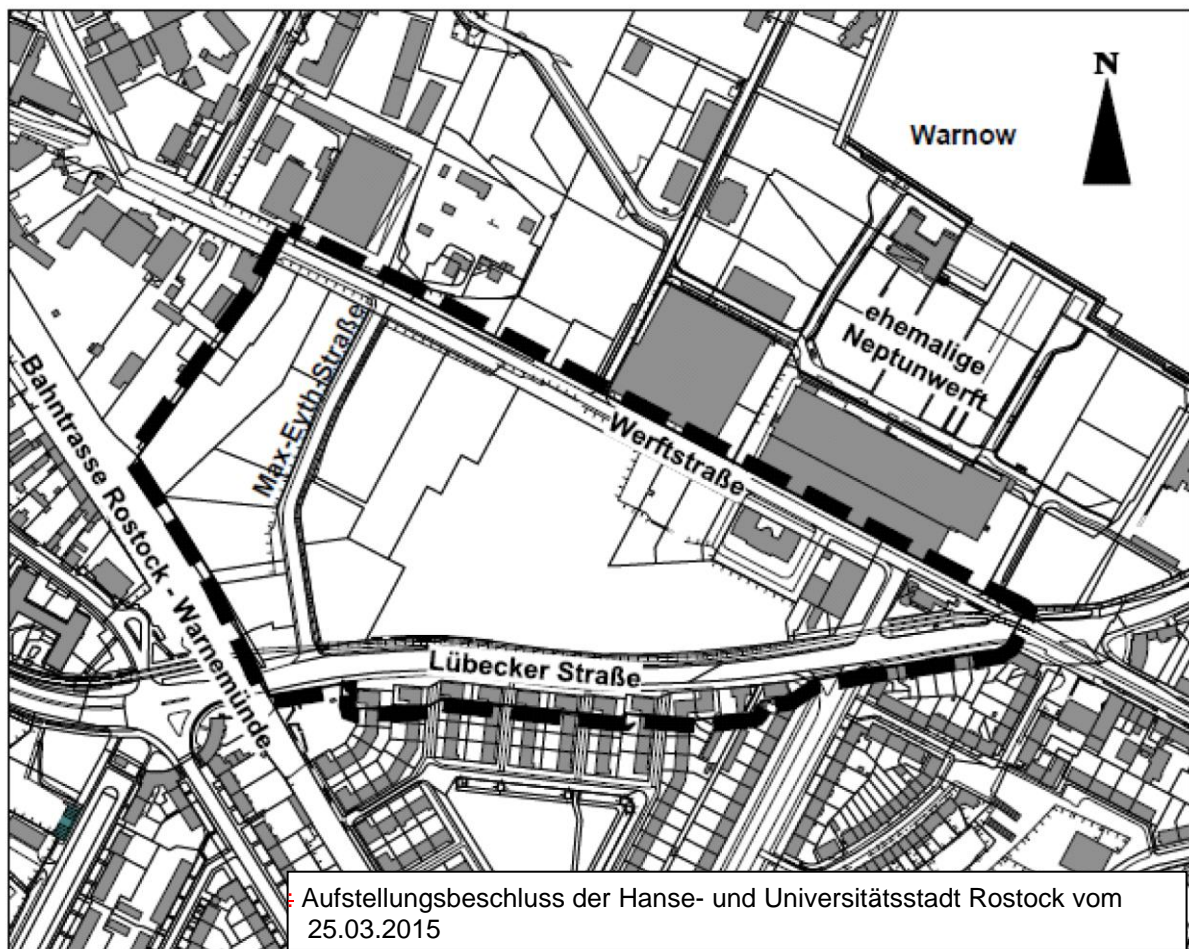 N
Warnow
ehemalige
Neptunwerft
Max-Eyth-Straße
Bahntrasse Rostock - Warnemünde
Werftstraße
Lübecker Straße
Aufstellungsbeschluss der Hanse- und Universitätsstadt Rostock vom
25.03.2015